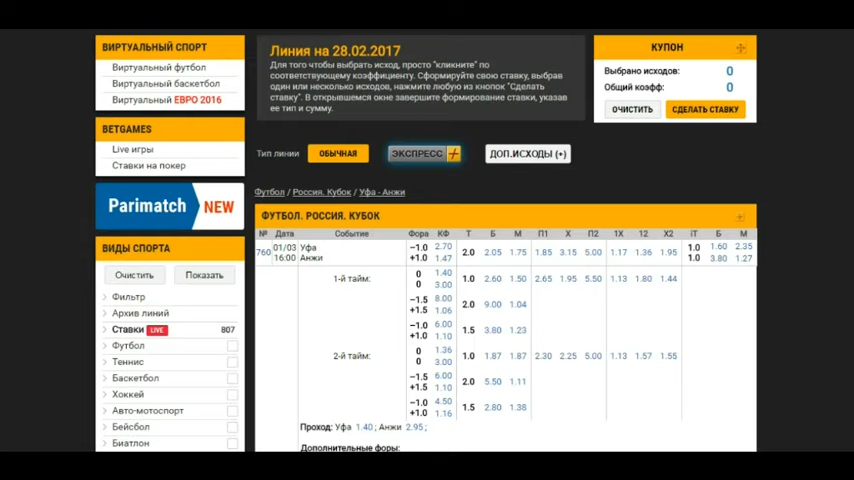 ВИРТУАЛЬНЫЙ СПОРТ
Виртуальный футбол
Виртуальный баскетбол
Виртуальный ЕВРО 2016
BETGAMES
Live игры
Ставки на покер
Parimatch NEW
ВИДЫ СПОРТА
Очистить Показать
Фильтр
Архив линий
Ставки LIVE 807
Футбол
Теннис
Баскетбол
Хоккей
Авто-мотоспорт
Бейсбол
Биатлон
Линия на 28.02.2017
Для того чтобы выбрать исход, просто "кликните" по
соответствующему коэффициенту. Сформируйте свою ставку, выбрав
один или несколько исходов, нажмите любую из кнопок "Сделать
ставку". В открывшемся окне завершите формирование ставки, указав
ее тип и сумму.
КУПОН
Выбрано исходов: 0
Общий коэфф: 0
ОЧИСТИТЬ СДЕЛАТЬ СТАВКУ
Тип линии ОБЫЧНАЯ ЭКСПРЕСС + ДОП.ИСХОДЫ (+)
Футбол / Россия. Кубок / Уфа - Анжи
ФУТБОЛ. РОССИЯ. КУБОК
№ Дата Событие Фора КФ Т Б М П1 X П2 1X 12 X2 iT Б М
760 01/03 Уфа –1.0 2.70 2.0 2.05 1.75 1.85 3.15 5.00 1.17 1.36 1.95 1.0 1.60 2.35
16:00 Анжи +1.0 1.47 1.0 3.80 1.27
1-й тайм: 0 1.40 1.0 2.60 1.50 2.65 1.95 5.50 1.13 1.80 1.44
0 3.00
–1.5 8.00 2.0 9.00 1.04
+1.5 1.06
–1.0 6.00 1.5 3.80 1.23
+1.0 1.10
2-й тайм: 0 1.36 1.0 1.87 1.87 2.30 2.25 5.00 1.13 1.57 1.55
0 3.00
–1.5 6.00 2.0 5.50 1.11
+1.5 1.10
–1.0 4.50 1.5 2.80 1.38
+1.0 1.16
Проход: Уфа 1.40; Анжи 2.95;
Дополнительные форы: